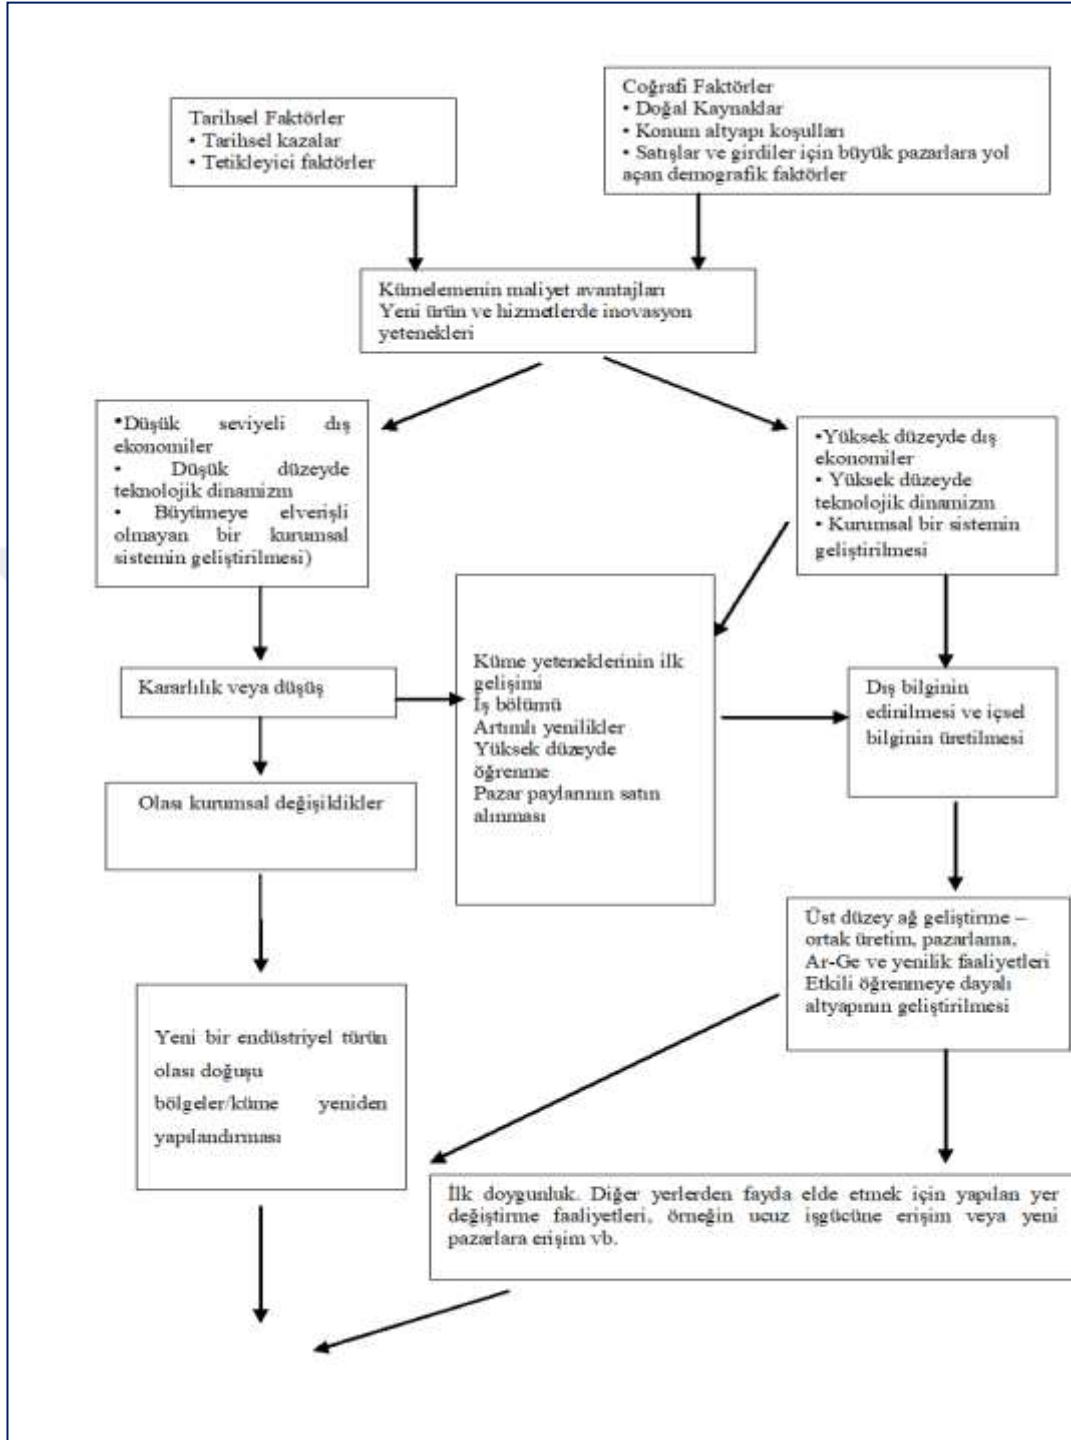 Tarihsel Faktörler
• Tarihsel kazalar
• Tetikleyici faktörler
Coğrafi Faktörler
• Doğal Kaynaklar
• Konum altyapı koşulları
• Satışlar ve girdiler için büyük pazarlara yol
açan demografik faktörler
Kümelemenin maliyet avantajları
Yeni ürün ve hizmetlerde inovasyon
yetenekleri
•Düşük seviyeli dış
ekonomiler
• Düşük düzeyde
teknolojik dinamizm
• Büyümeye elverişli
olmayan bir kurumsal
sistemin geliştirilmesi)
•Yüksek düzeyde dış
ekonomiler
• Yüksek düzeyde
teknolojik dinamizm
• Kurumsal bir sistemin
geliştirilmesi
Kararlılık veya düşüş
Küme yeteneklerinin ilk
gelişimi
İş bölümü
Artımlı yenilikler
Yüksek düzeyde
öğrenme
Pazar paylarının satın
alınması
Dış bilginin
edinilmesi ve içsel
bilginin üretilmesi
Olası kurumsal değişiklikler
Üst düzey ağ geliştirme –
ortak üretim, pazarlama,
Ar-Ge ve yenilik faaliyetleri
Etkili öğrenmeye dayalı
altyapının geliştirilmesi
Yeni bir endüstriyel türün
olası doğuşu
bölgeler/küme yeniden
yapılandırması
İlk doygunluk. Diğer yerlerden fayda elde etmek için yapılan yer
değiştirme faaliyetleri, örneğin ucuz işgücüne erişim veya yeni
pazarlara erişim vb.